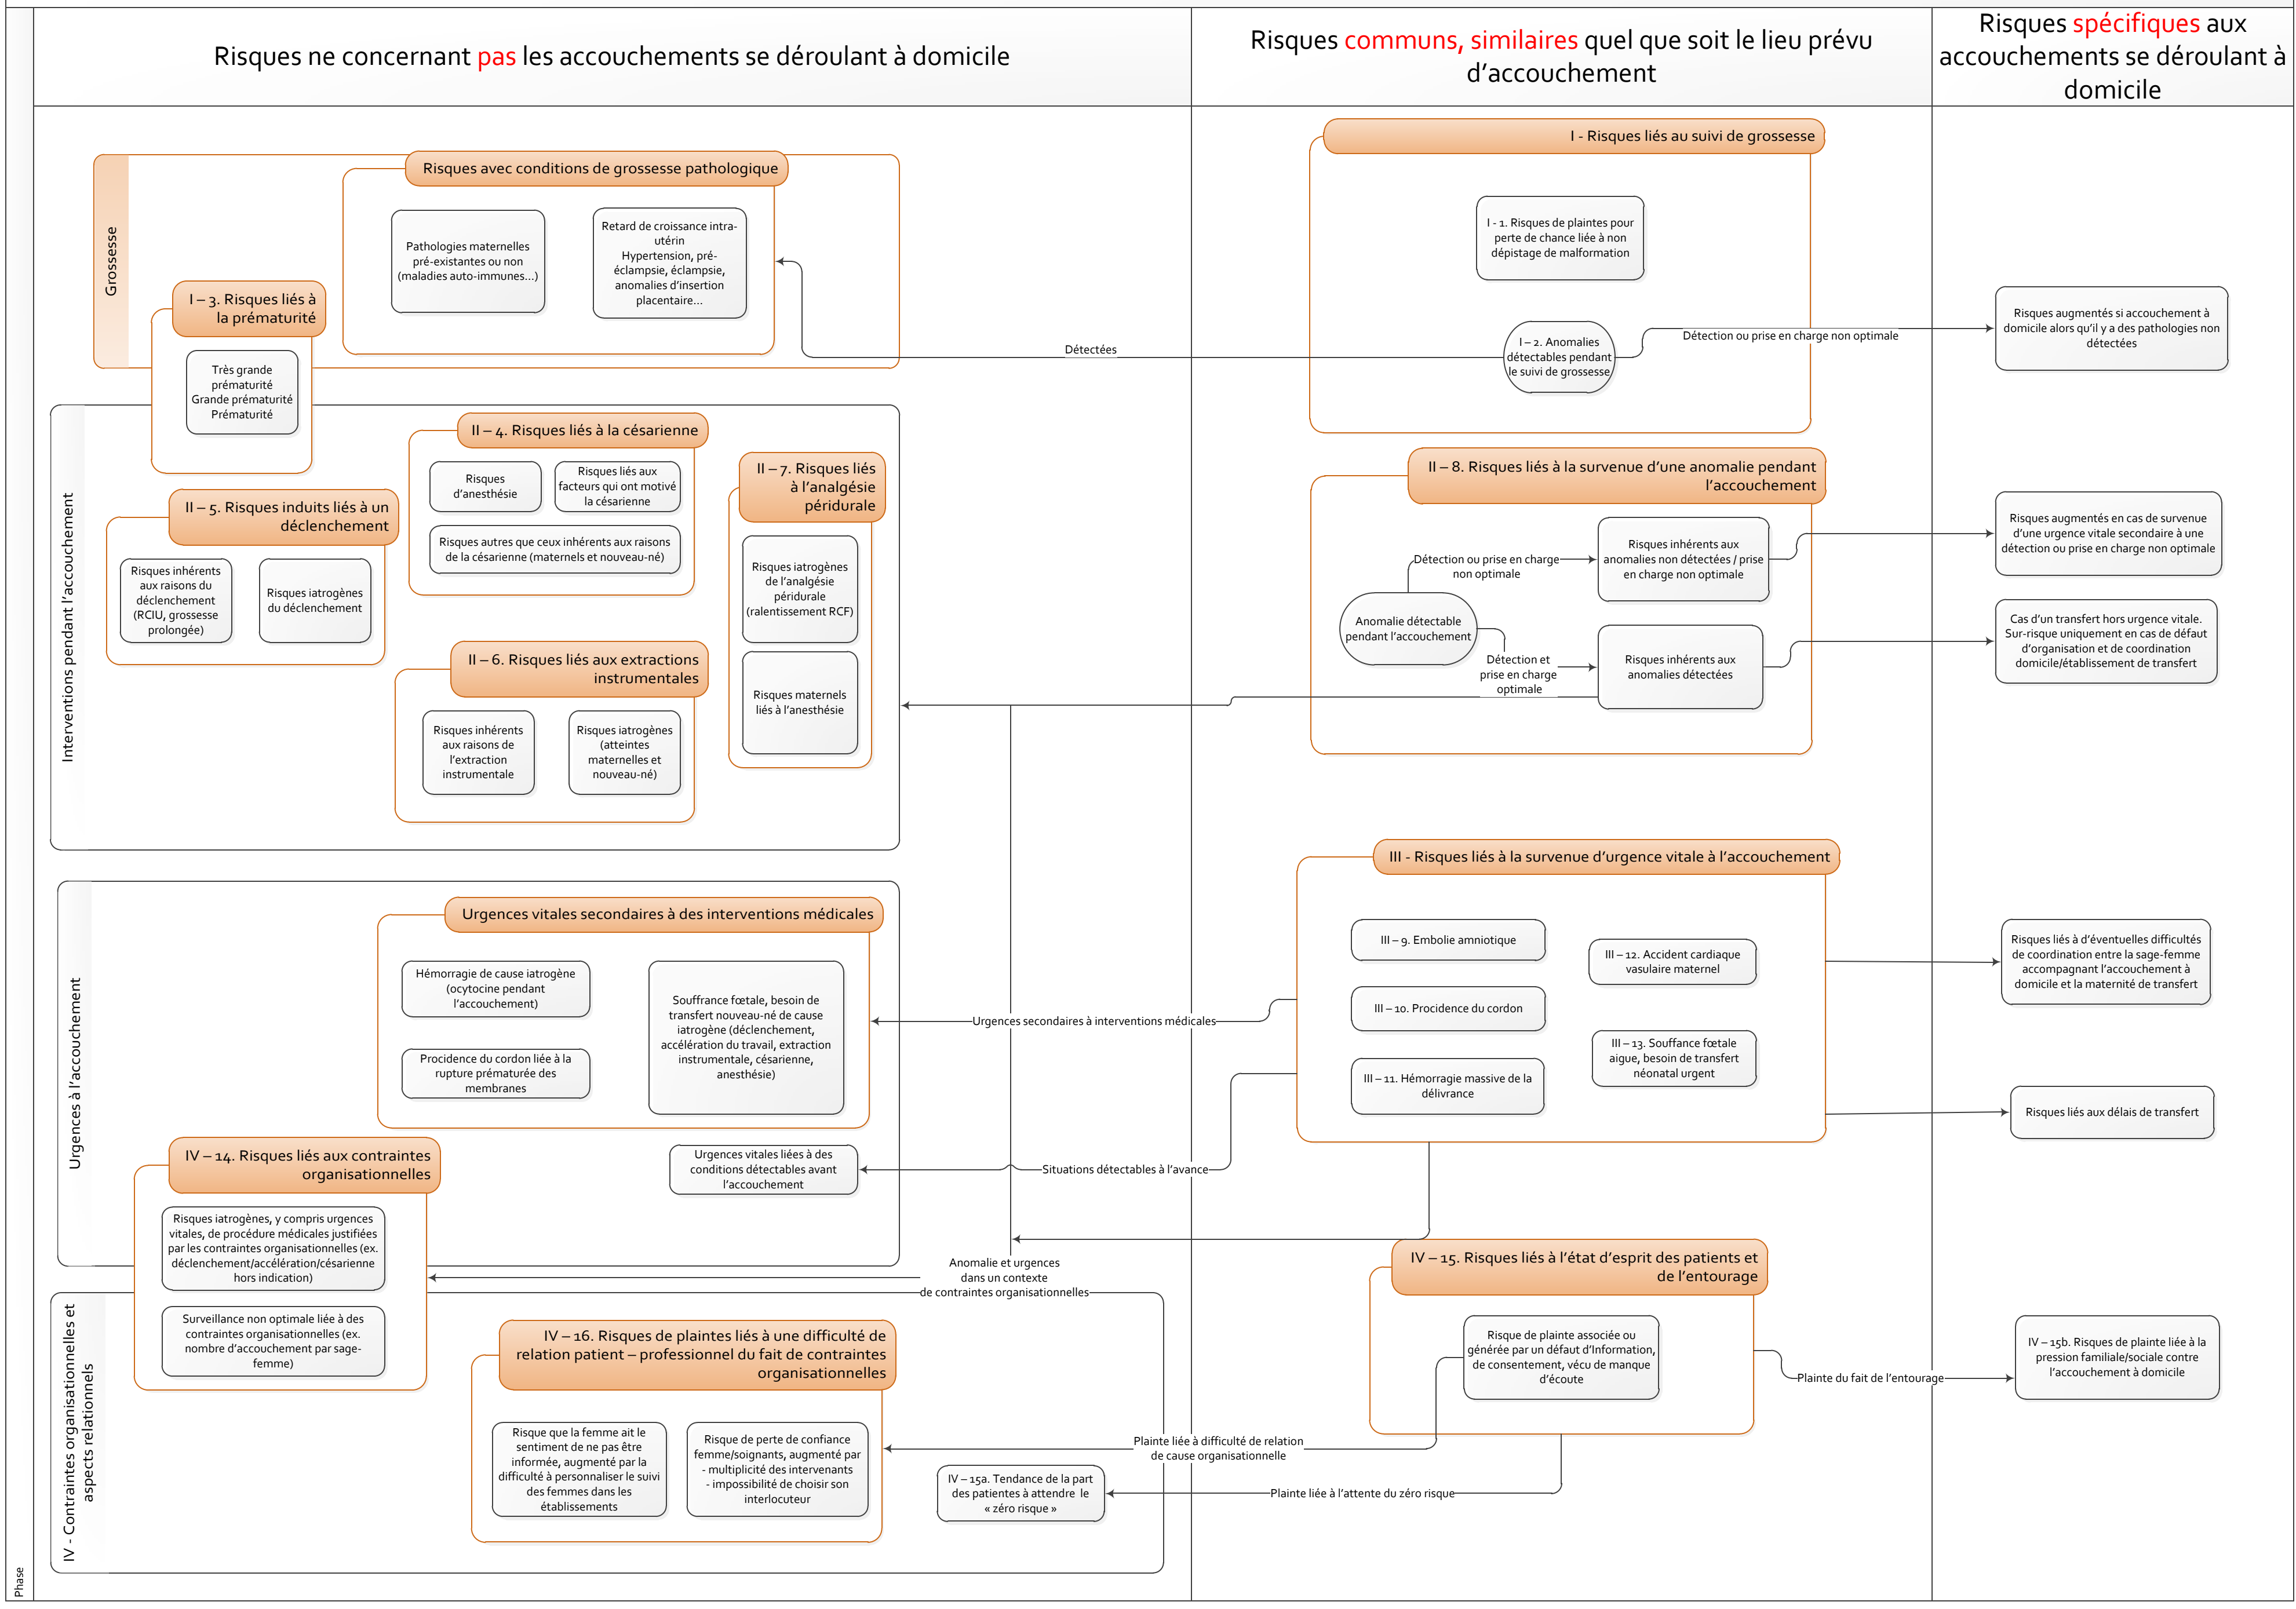 Risques ne concernant pas les accouchements se déroulant à domicile
Risques communs, similaires quel que soit le lieu prévu
d'accouchement
Risques spécifiques aux
accouchements se déroulant à
domicile
Phase
Grossesse
Risques avec conditions de grossesse pathologique
Pathologies maternelles
pré-existantes ou non
(maladies auto-immunes...)
Retard de croissance intra-
utérin
Hypertension, pré-
éclampsie, éclampsie,
anomalies d'insertion
placentaire...
I – 3. Risques liés à
la prématurité
Très grande
prématurité
Grande prématurité
Prématurité
Détectées
I - Risques liés au suivi de grossesse
I - 1. Risques de plaintes pour
perte de chance liée à non
dépistage de malformation
I – 2. Anomalies
détectables pendant
le suivi de grossesse
Détection ou prise en charge non optimale
Risques augmentés si accouchement à
domicile alors qu'il y a des pathologies non
détectées
Interventions pendant l'accouchement
II – 4. Risques liés à la césarienne
Risques
d'anesthésie
Risques liés aux
facteurs qui ont motivé
la césarienne
Risques autres que ceux inhérents aux raisons
de la césarienne (maternels et nouveau-né)
II – 5. Risques induits liés à un
déclenchement
Risques inhérents
aux raisons du
déclenchement
(RCIU, grossesse
prolongée)
Risques iatrogènes
du déclenchement
II – 6. Risques liés aux extractions
instrumentales
Risques inhérents
aux raisons de
l'extraction
instrumentale
Risques iatrogènes
(atteintes
maternelles et
nouveau-né)
II – 7. Risques liés
à l'analgésie
péridurale
Risques iatrogènes
de l'analgésie
péridurale
(ralentissement RCF)
Risques maternels
liés à l'anesthésie
II – 8. Risques liés à la survenue d'une anomalie pendant
l'accouchement
Détection ou prise en charge
non optimale
Risques inhérents aux
anomalies non détectées / prise
en charge non optimale
Anomalie détectable
pendant l'accouchement
Détection et
prise en charge
optimale
Risques inhérents aux
anomalies détectées
Risques augmentés en cas de survenue
d'une urgence vitale secondaire à une
détection ou prise en charge non optimale
Cas d'un transfert hors urgence vitale.
Sur-risque uniquement en cas de défaut
d'organisation et de coordination
domicile/établissement de transfert
Urgences à l'accouchement
Urgences vitales secondaires à des interventions médicales
Hémorragie de cause iatrogène
(ocytocine pendant
l'accouchement)
Procidence du cordon liée à la
rupture prématurée des
membranes
Souffrance fœtale, besoin de
transfert nouveau-né de cause
iatrogène (déclenchement,
accélération du travail, extraction
instrumentale, césarienne,
anesthésie)
Urgences vitales liées à des
conditions détectables avant
l'accouchement
Urgences secondaires à interventions médicales
Situations détectables à l'avance
III - Risques liés à la survenue d'urgence vitale à l'accouchement
III – 9. Embolie amniotique
III – 10. Procidence du cordon
III – 11. Hémorragie massive de la
délivrance
III – 12. Accident cardiaque
vasculaire maternel
III – 13. Souffance fœtale
aigue, besoin de transfert
néonatal urgent
Risques liés à d'éventuelles difficultés
de coordination entre la sage-femme
accompagnant l'accouchement à
domicile et la maternité de transfert
Risques liés aux délais de transfert
IV – 14. Risques liés aux contraintes
organisationnelles
Risques iatrogènes, y compris urgences
vitales, de procédure médicales justifiées
par les contraintes organisationnelles (ex.
déclenchement/accélération/césarienne
hors indication)
Surveillance non optimale liée à des
contraintes organisationnelles (ex.
nombre d'accouchement par sage-
femme)
Anomalie et urgences
dans un contexte
de contraintes organisationnelles
IV - Contraintes organisationnelles et
aspects relationnels
IV – 16. Risques de plaintes liés à une difficulté de
relation patient – professionnel du fait de contraintes
organisationnelles
Risque que la femme ait le
sentiment de ne pas être
informée, augmenté par la
difficulté à personnaliser le suivi
des femmes dans les
établissements
Risque de perte de confiance
femme/soignants, augmenté par
- multiplicité des intervenants
- impossibilité de choisir son
interlocuteur
IV – 15a. Tendance de la part
des patientes à attendre le
« zéro risque »
Plainte liée à difficulté de relation
de cause organisationnelle
Plainte liée à l'attente du zéro risque
IV – 15. Risques liés à l'état d'esprit des patients et
de l'entourage
Risque de plainte associée ou
générée par un défaut d'Information,
de consentement, vécu de manque
d'écoute
Plainte du fait de l'entourage
IV – 15b. Risques de plainte liée à la
pression familiale/sociale contre
l'accouchement à domicile